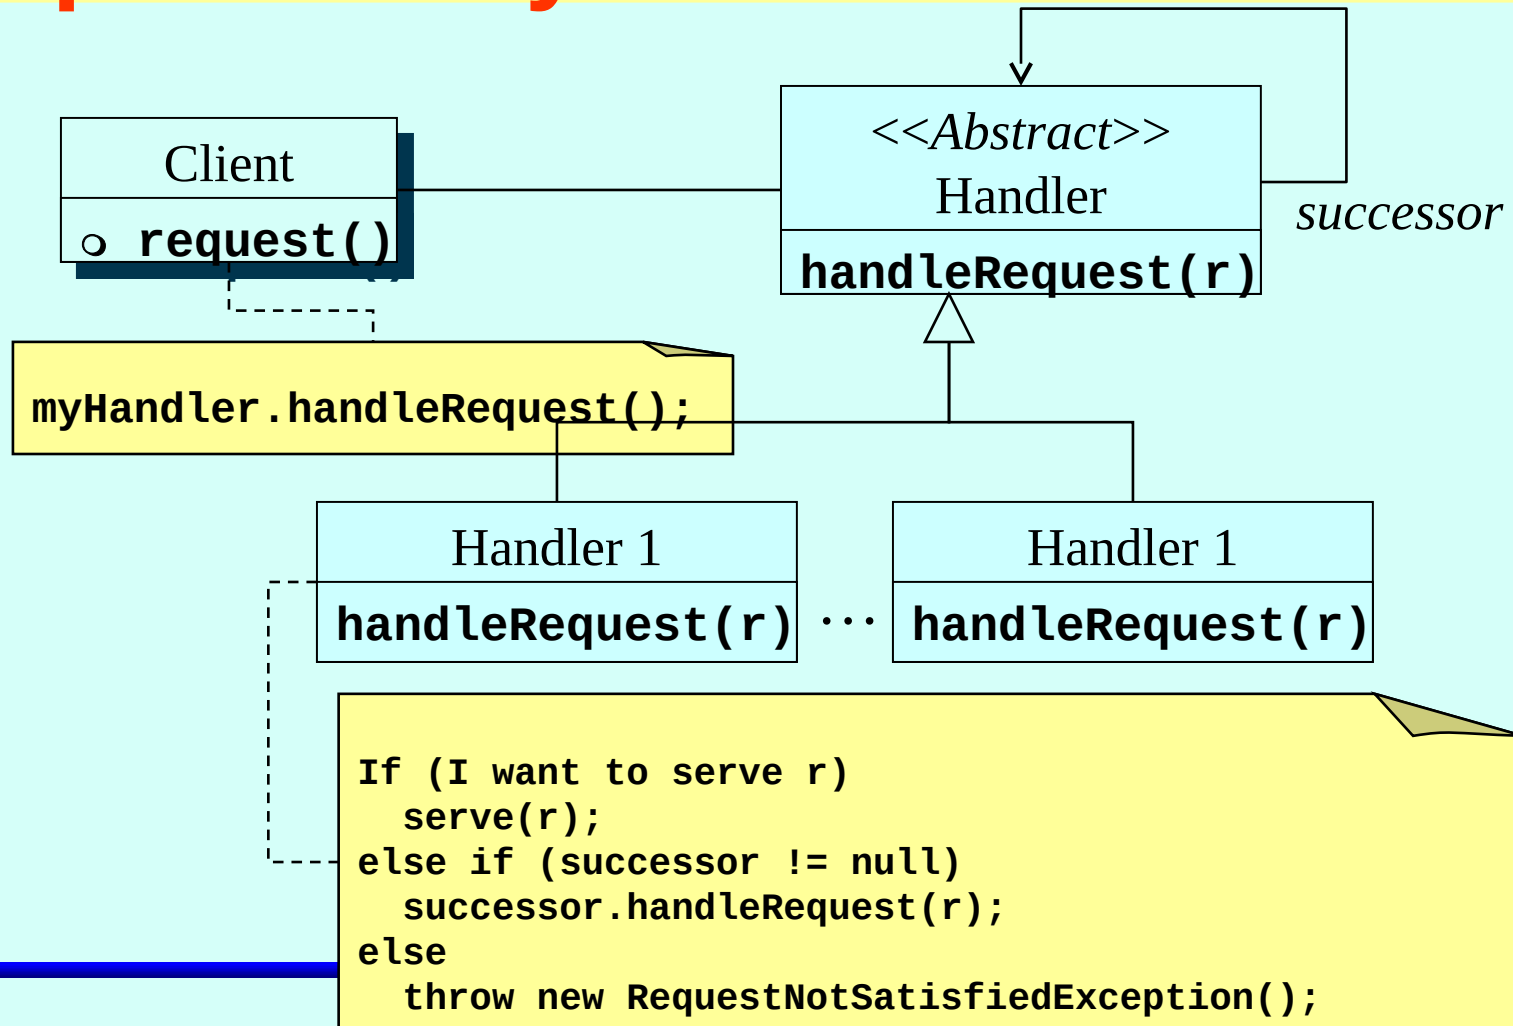 Client
request()
<<Abstract>>
Handler
handleRequest(r)
successor
myHandler.handleRequest();
Handler 1
handleRequest(r)
...
Handler 1
handleRequest(r)
If (I want to serve r)
serve(r);
else if (successor != null)
successor.handleRequest(r);
else
throw new RequestNotSatisfiedException();